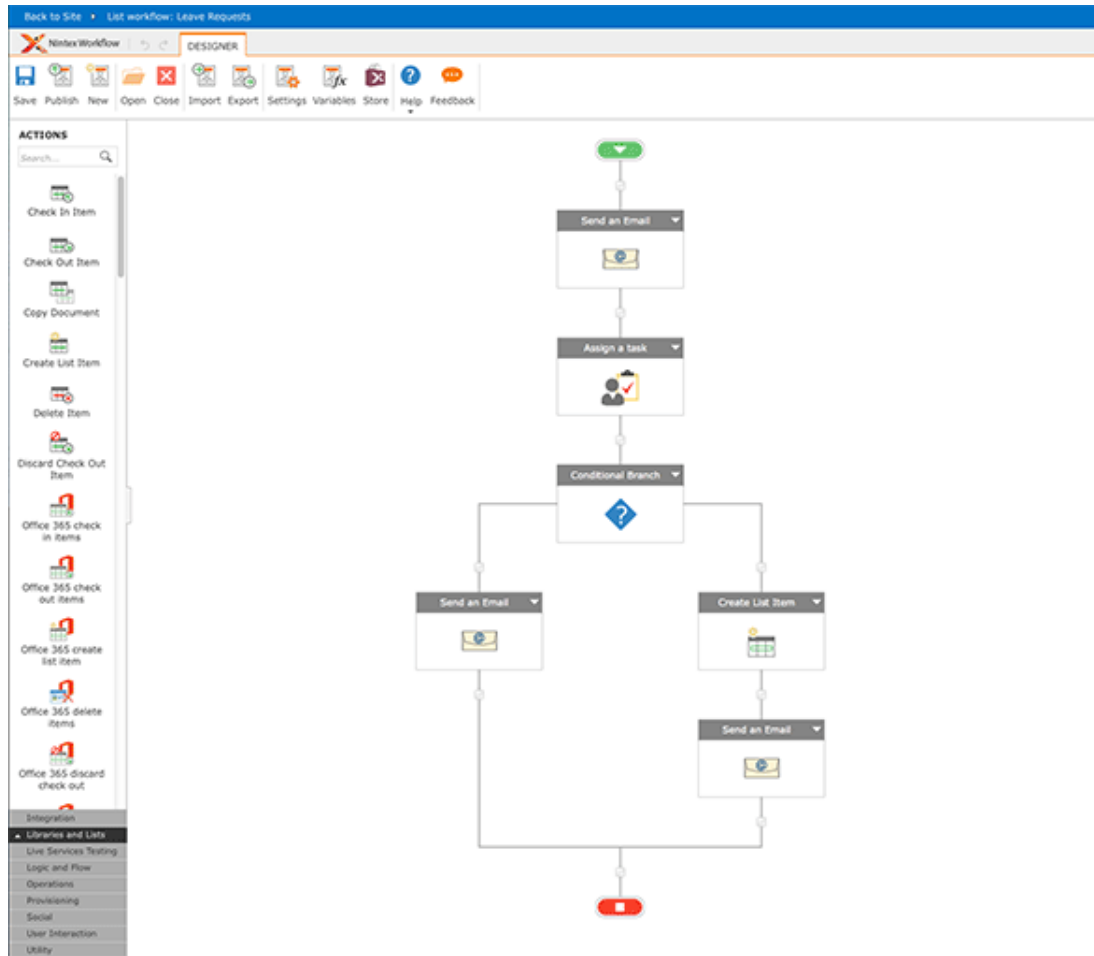 Back to Site ▸ List workflow: Leave Requests
Nintex Workflow
DESIGNER
Save Publish New Open Close Import Export Settings Variables Store Help Feedback
ACTIONS
Search...
Check In Item
Check Out Item
Copy Document
Create List Item
Delete Item
Discard Check Out
Item
Office 365 check
in items
Office 365 check
out items
Office 365 create
list item
Office 365 delete
items
Office 365 discard
check out
Integration
Libraries and Lists
Live Services Testing
Logic and Flow
Operations
Provisioning
Social
User Interaction
Utility
Send an Email
Assign a task
Conditional Branch
Send an Email
Create List Item
Send an Email